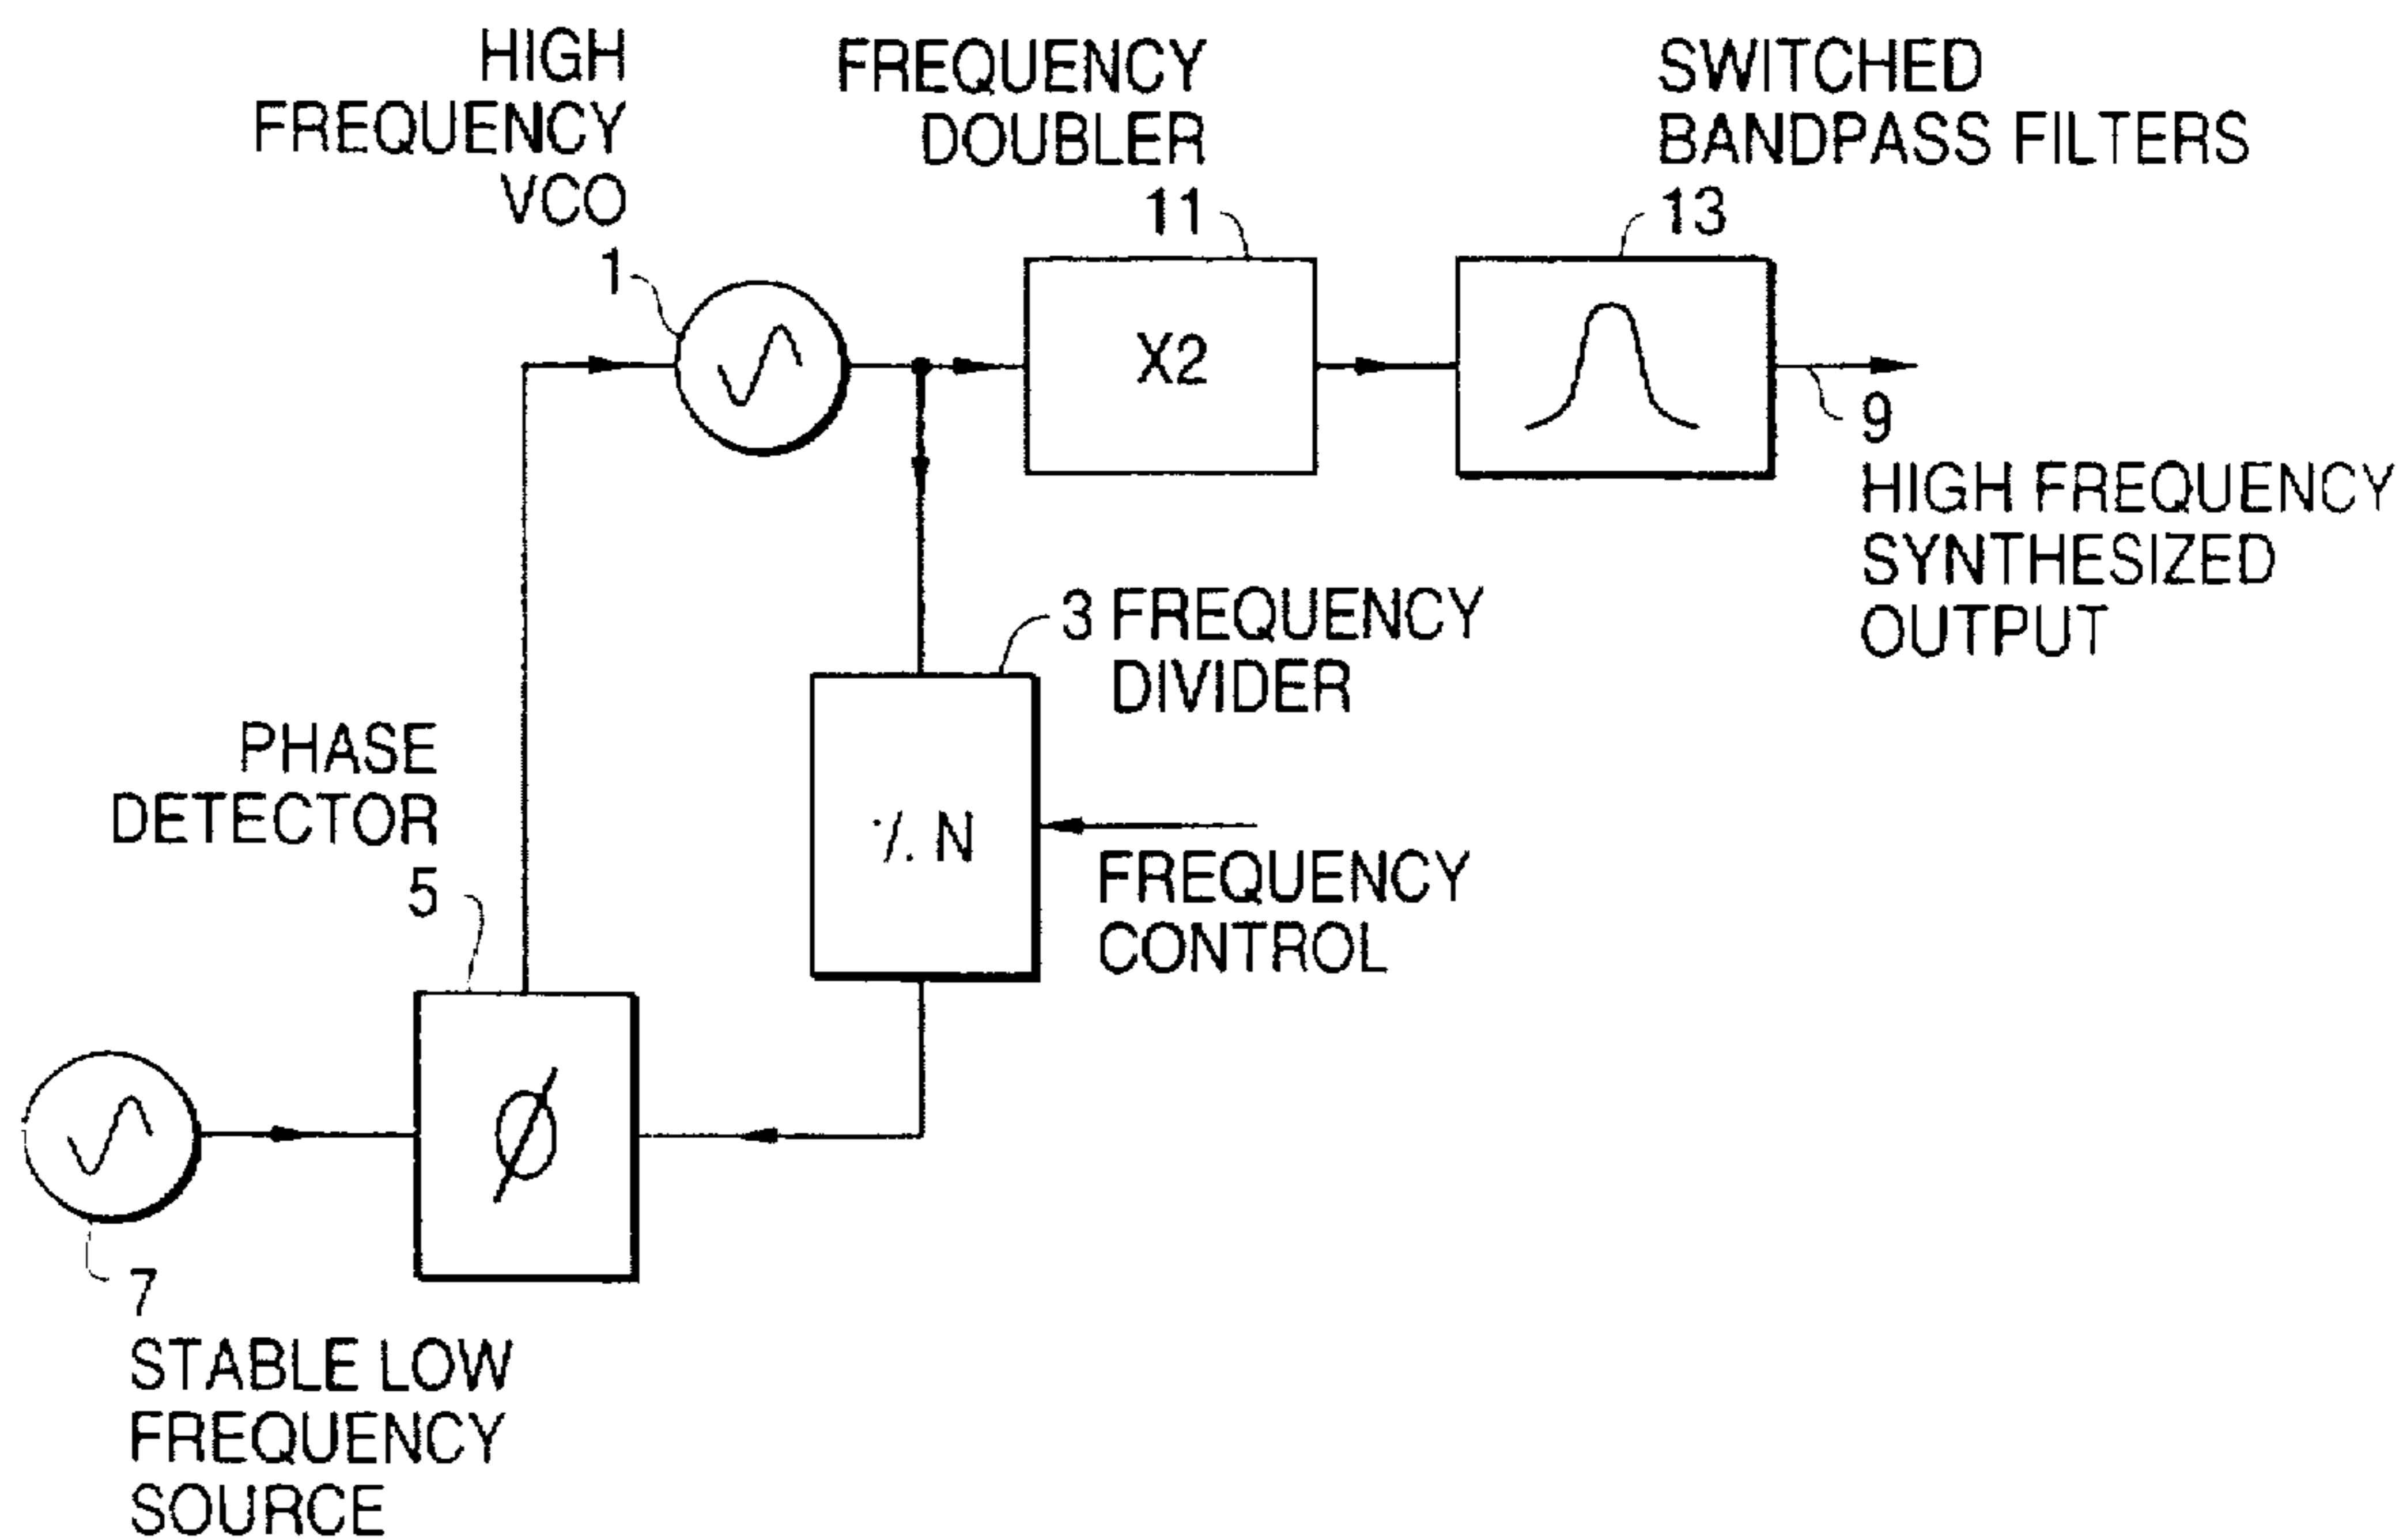 HIGH
FREQUENCY
VCO
1
FREQUENCY
DOUBLER
11
SWITCHED
BANDPASS FILTERS
13
X2
9
HIGH FREQUENCY
SYNTHESIZED
OUTPUT
3 FREQUENCY
DIVIDER
PHASE
DETECTOR
5
⁒ N
FREQUENCY
CONTROL
Ø
7
STABLE LOW
FREQUENCY
SOURCE